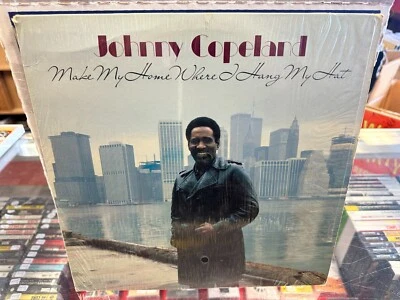 Johnny Copeland
Make My Home Where I Hang My Hat